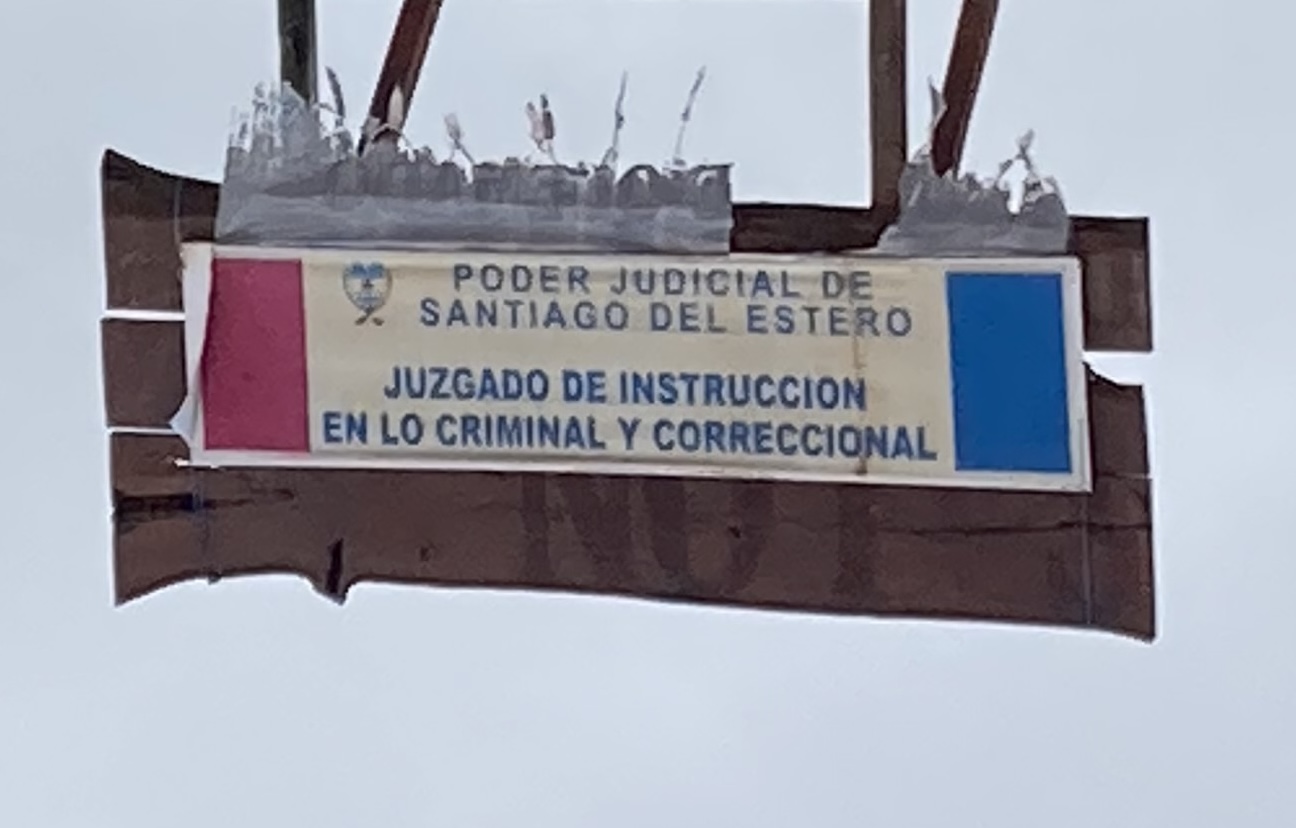 PODER JUDICIAL DE
SANTIAGO DEL ESTERO
JUZGADO DE INSTRUCCION
EN LO CRIMINAL Y CORRECCIONAL